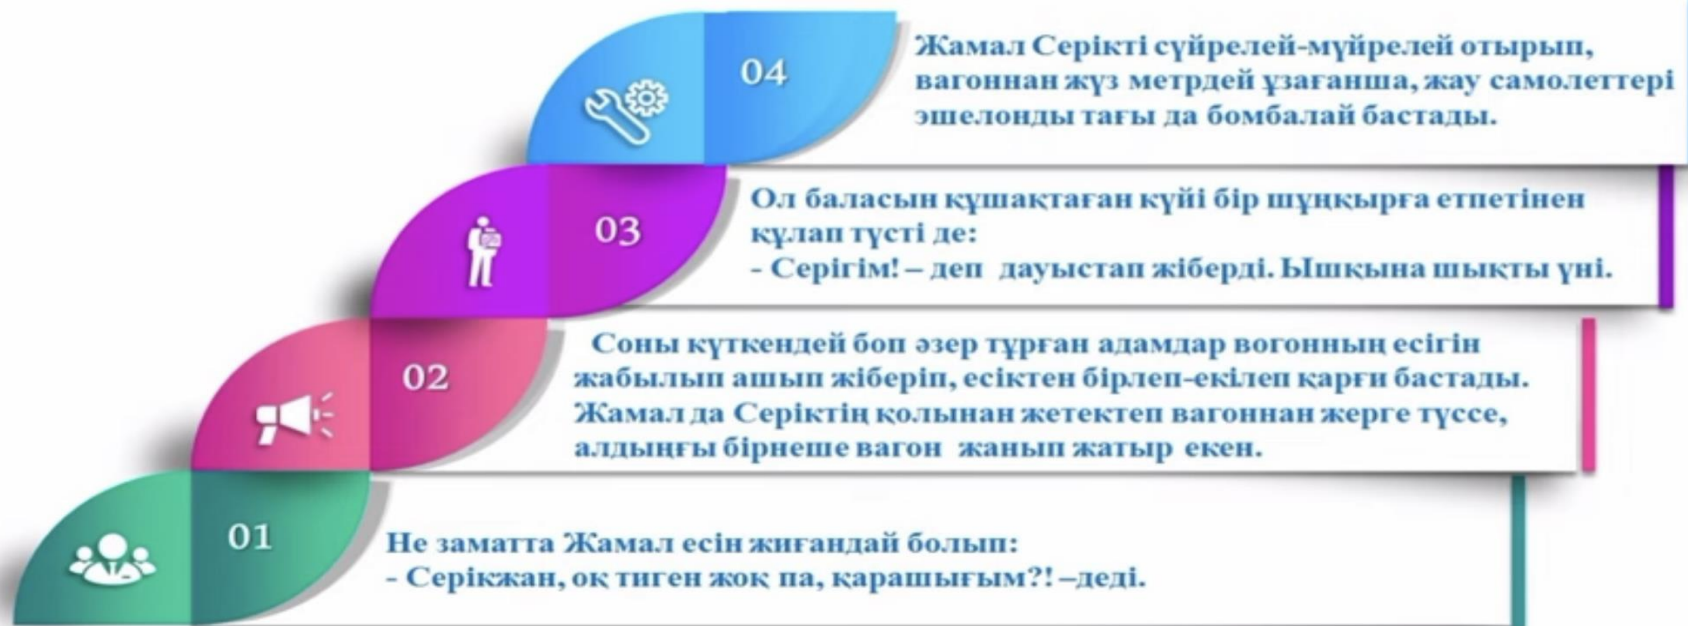 04
Жамал Серікті сүйрелей-мүйрелей отырып,
вагоннан жүз метрдей ұзағанша, жау самолеттері
эшелонды тағы да бомбалай бастады.
03
Ол баласын құшақтаған күйі бір шұңқырға етпетінен
құлап түсті де:
- Серігім! – деп дауыстап жіберді. Ышқына шықты үні.
02
Соны күткендей боп әзер тұрған адамдар вогонның есігін
жабылып ашып жіберіп, есіктен бірлеп-екілеп қарғи бастады.
Жамал да Серіктің қолынан жетектеп вагоннан жерге түссе,
алдыңғы бірнеше вагон жанып жатыр екен.
01
Не заматта Жамал есін жиғандай болып:
- Серікжан, оқ тиген жоқ па, қарашығым?! –деді.